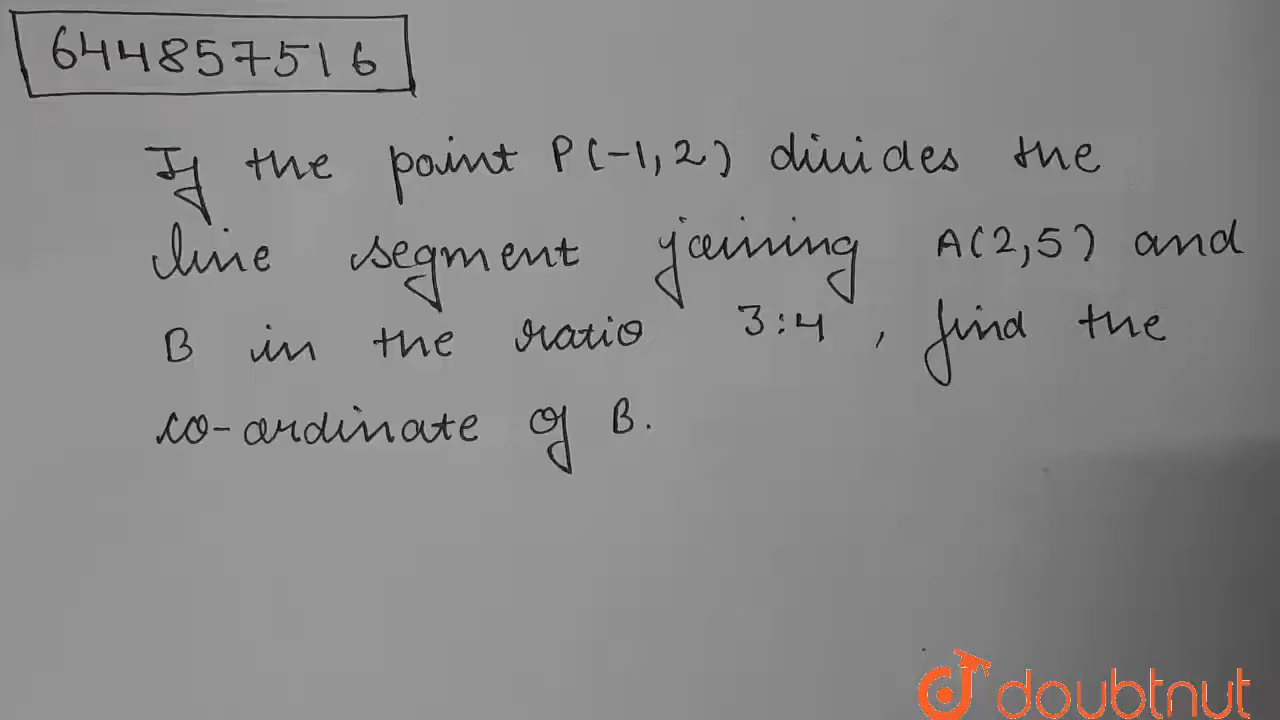 644857516
If the point P(-1,2) divides the
line segment joining A(2,5) and
B in the ratio 3:4, find the
co-ordinate of B.
doubtnut